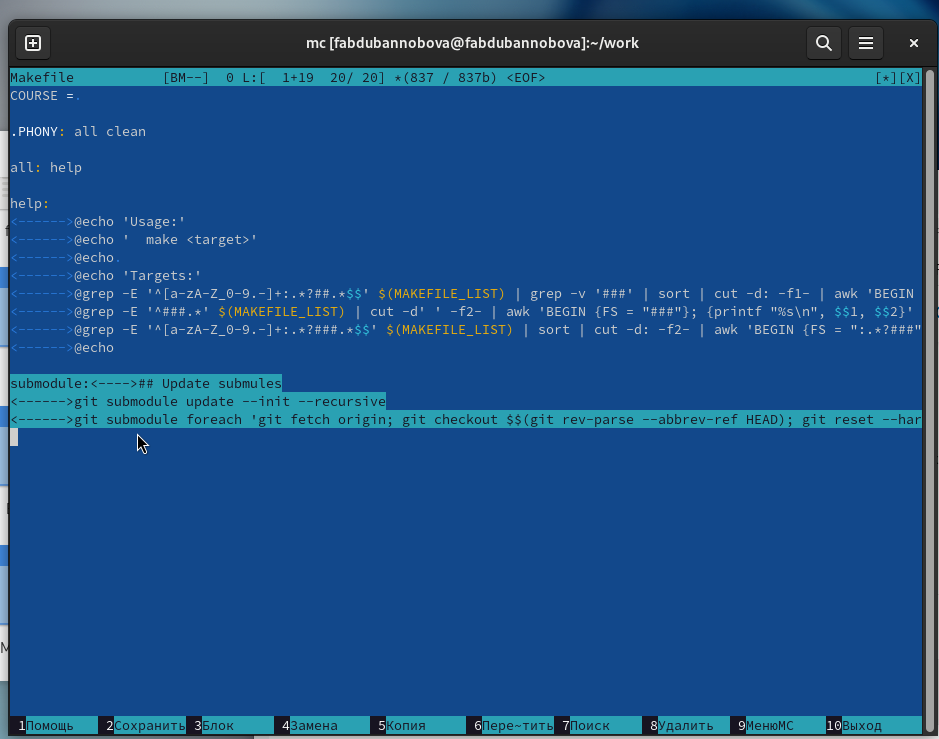 mc [fabdubannobova@fabdubannobova]:~/work
Makefile [BM--] 0 L:[ 1+19 20/ 20] *(837 / 837b) <EOF> [*][X]
COURSE =.
.PHONY: all clean
all: help
help:
<------>@echo 'Usage:'
<------>@echo '  make <target>'
<------>@echo.
<------>@echo 'Targets:'
<------>@grep -E '^[a-zA-Z_0-9.-]+:.*?##.*$$' $(MAKEFILE_LIST) | grep -v '###' | sort | cut -d: -f1- | awk 'BEGIN
<------>@grep -E '^###.*' $(MAKEFILE_LIST) | cut -d' ' -f2- | awk 'BEGIN {FS = "###"}; {printf "%s\n", $$1, $$2}'
<------>@grep -E '^[a-zA-Z_0-9.-]+:.*?###.*$$' $(MAKEFILE_LIST) | sort | cut -d: -f2- | awk 'BEGIN {FS = ":.*?###"
<------>@echo
submodule:<---->## Update submules
<------>git submodule update --init --recursive
<------>git submodule foreach 'git fetch origin; git checkout $$(git rev-parse --abbrev-ref HEAD); git reset --har
1Помощь 2Сохранить 3Блок 4Замена 5Копия 6Пере~тить 7Поиск 8Удалить 9МенюMC 10Выход